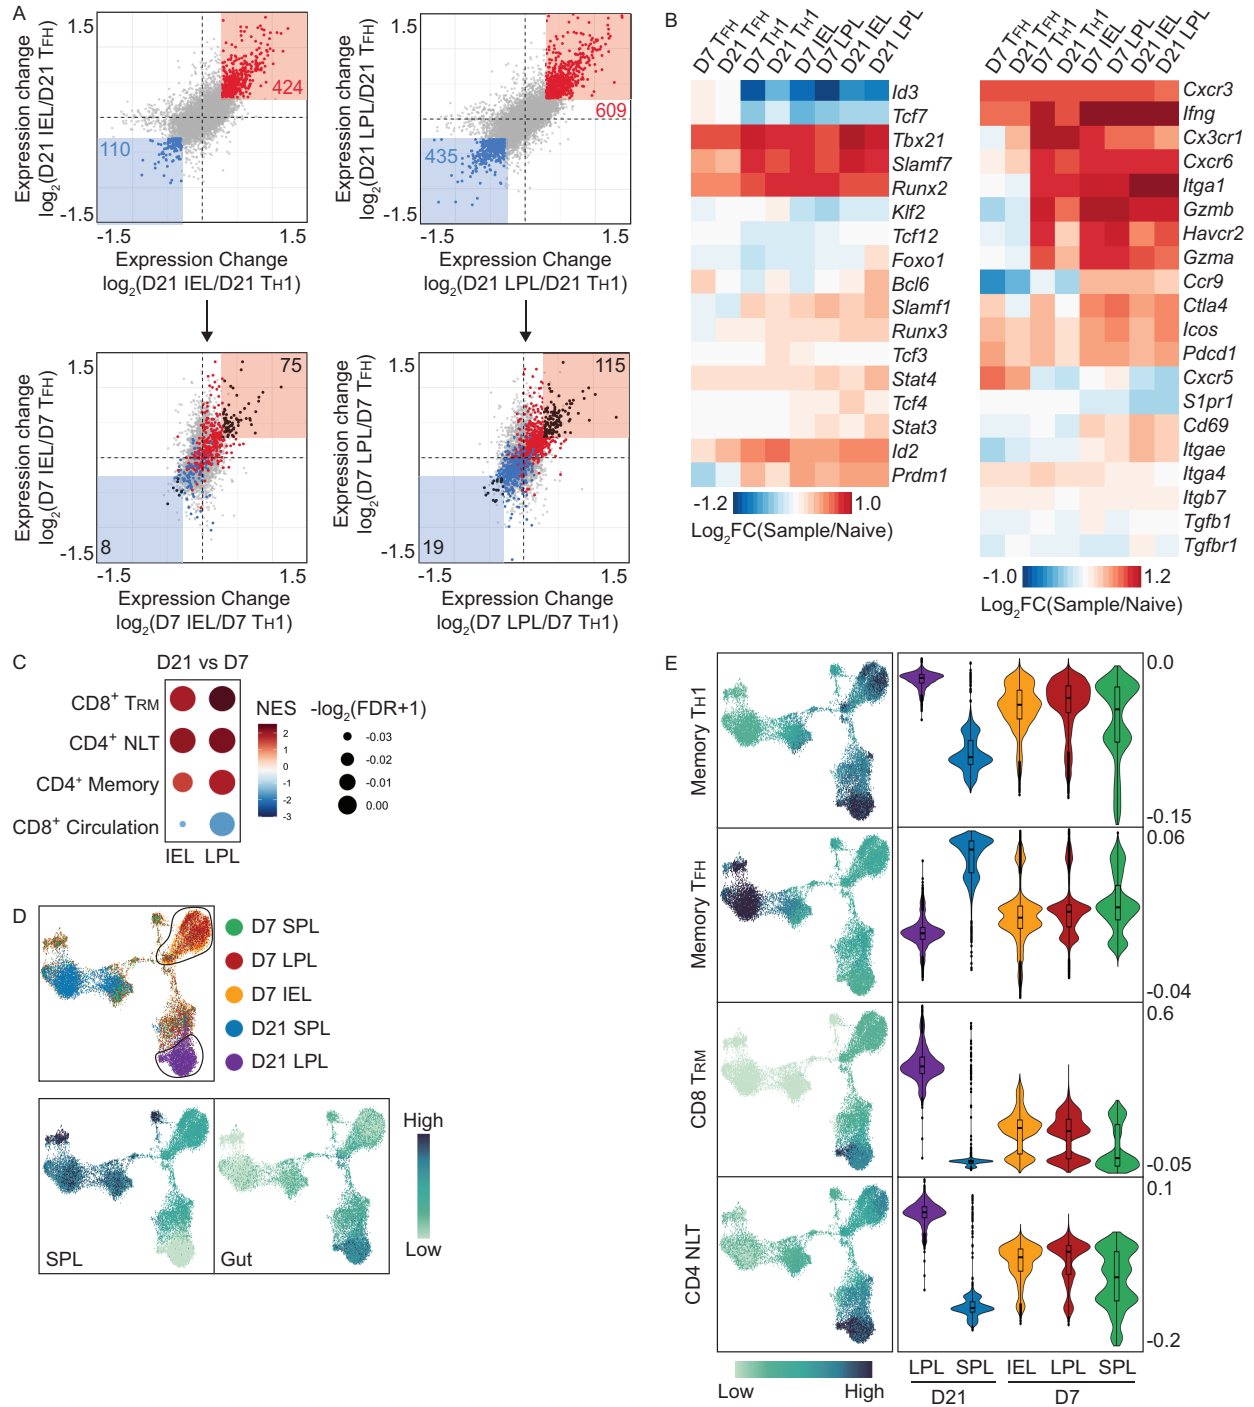 A
Expression change
log2(D21 IEL/D21 TFH)
1.5
-1.5
424
110
-1.5
1.5
Expression Change
log2(D21 IEL/D21 TH1)
Expression change
log2(D21 LPL/D21 TFH)
1.5
-1.5
609
435
-1.5
1.5
Expression Change
log2(D21 LPL/D21 TH1)
Expression change
log2(D7 IEL/D7 TFH)
1.5
-1.5
75
8
-1.5
1.5
Expression Change
log2(D7 IEL/D7 TH1)
Expression change
log2(D7 LPL/D7 TFH)
1.5
-1.5
115
19
-1.5
1.5
Expression Change
log2(D7 LPL/D7 TH1)
B
D7 TFH
D21 TFH
D7 TH1
D21 TH1
D7 IEL
D7 LPL
D21 IEL
D21 LPL
Id3
Tcf7
Tbx21
Slamf7
Runx2
Klf2
Tcf12
Foxo1
Bcl6
Slamf1
Runx3
Tcf3
Stat4
Tcf4
Stat3
Id2
Prdm1
-1.2
1.0
Log2FC(Sample/Naive)
D7 TFH
D21 TFH
D7 TH1
D21 TH1
D7 IEL
D7 LPL
D21 IEL
D21 LPL
Cxcr3
Ifng
Cx3cr1
Cxcr6
Itga1
Gzmb
Havcr2
Gzma
Ccr9
Ctla4
Icos
Pdcd1
Cxcr5
S1pr1
Cd69
Itgae
Itga4
Itgb7
Tgfb1
Tgfbr1
-1.0
1.2
Log2FC(Sample/Naive)
C
D21 vs D7
CD8+ TRM
CD4+ NLT
CD4+ Memory
CD8+ Circulation
IEL
LPL
NES
2
1
0
-1
-2
-3
-log2(FDR+1)
-0.03
-0.02
-0.01
0.00
D
D7 SPL
D7 LPL
D7 IEL
D21 SPL
D21 LPL
SPL
Gut
High
Low
E
Memory TH1
0.0
-0.15
Memory TFH
0.06
-0.04
CD8 TRM
0.6
-0.05
CD4 NLT
0.1
-0.2
Low
High
LPL
SPL
IEL
LPL
SPL
D21
D7